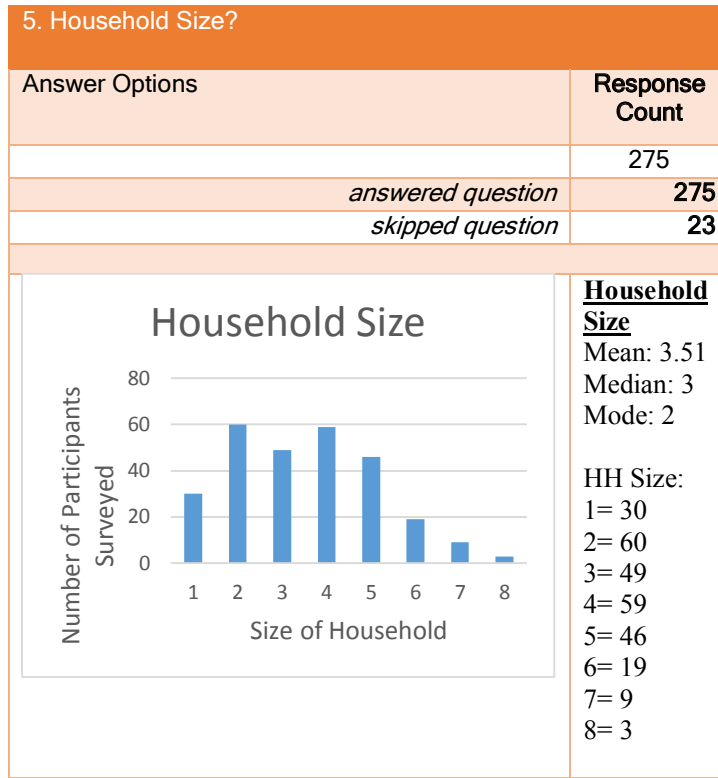 5. Household Size?
Answer Options
Response
Count
275
answered question 275
skipped question 23
Household Size
Number of Participants
Surveyed
80
60
40
20
0
1 2 3 4 5 6 7 8
Size of Household
Household
Size
Mean: 3.51
Median: 3
Mode: 2
HH Size:
1= 30
2= 60
3= 49
4= 59
5= 46
6= 19
7= 9
8= 3